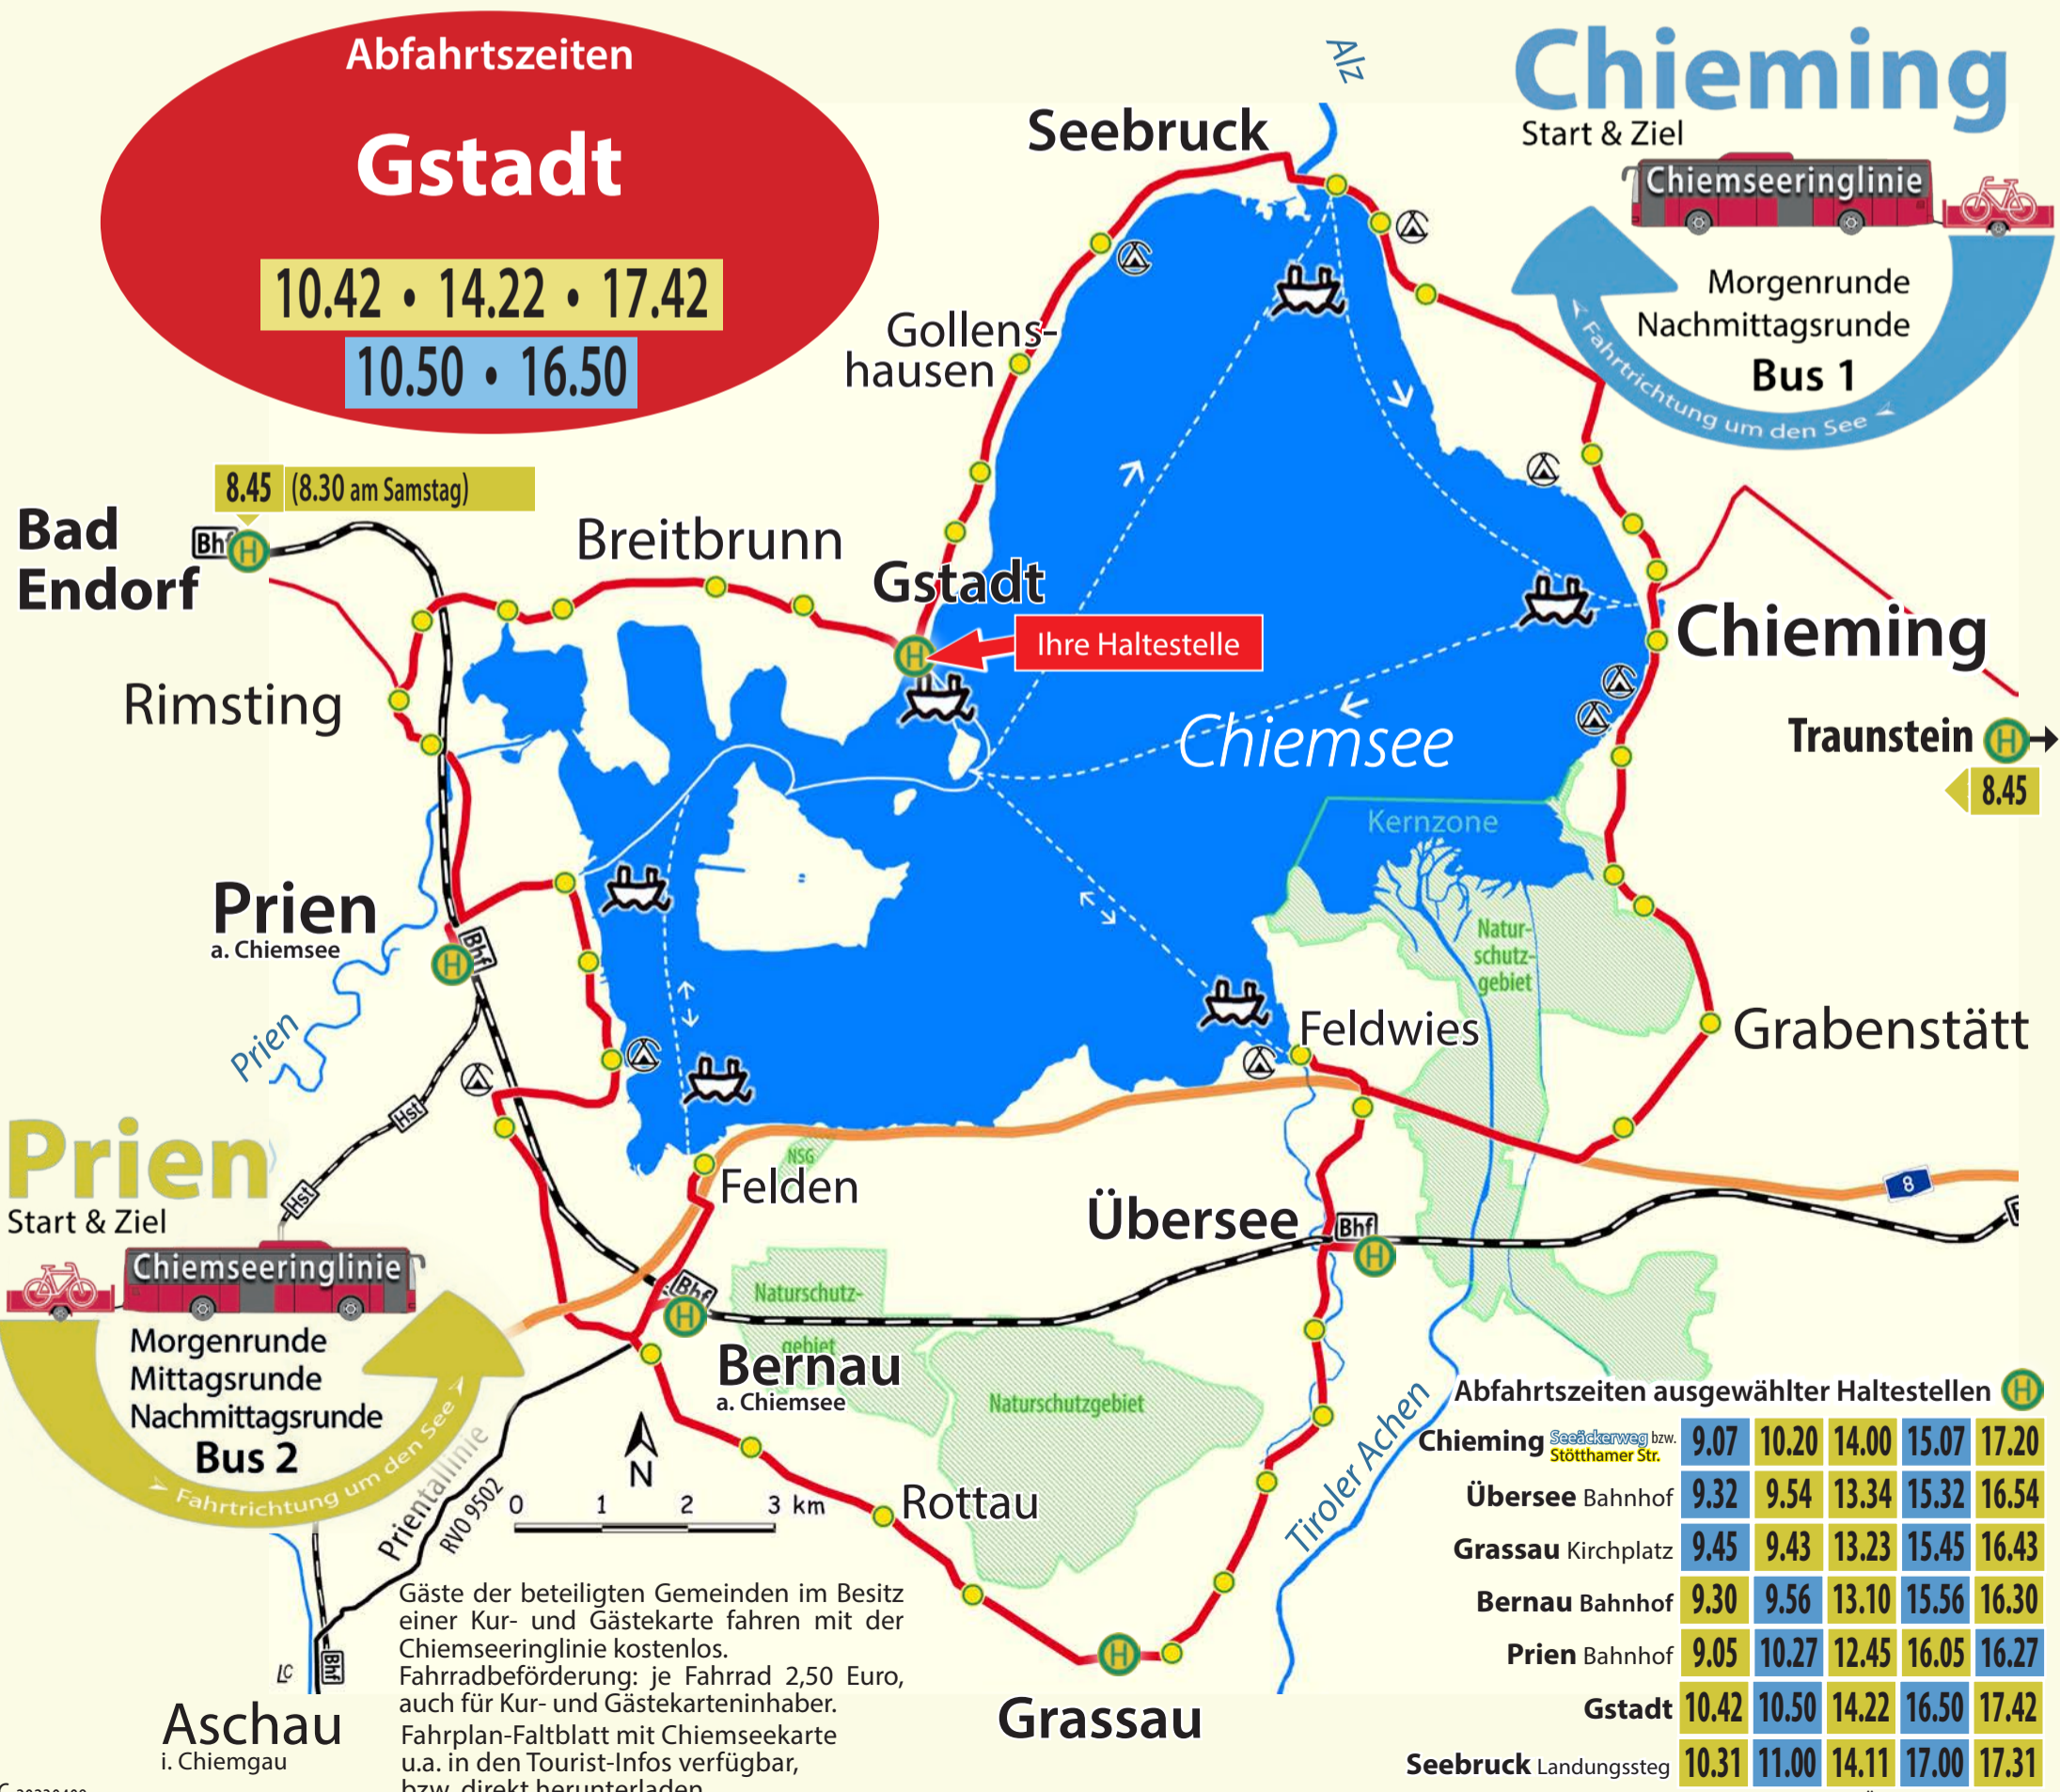 Abfahrtszeiten
Gstadt
10.42 • 14.22 • 17.42
10.50 • 16.50
Alz
Chieming
Start & Ziel
Chiemseeringlinie
Morgenrunde
Nachmittagsrunde
Bus 1
Fahrtrichtung um den See
Seebruck
Gollens-
hausen
8.45 (8.30 am Samstag)
Bad
Endorf
Bhf
Breitbrunn
Gstadt
Ihre Haltestelle
Rimsting
Chieming
Chiemsee
Traunstein H
8.45
Kernzone
Prien
a. Chiemsee
Bhf
Natur-
schutz-
gebiet
Prien
Feldwies
Grabenstätt
Hst
Hst
NSG
Felden
8
Übersee
Bhf
Prien
Start & Ziel
Chiemseeringlinie
Morgenrunde
Mittagsrunde
Nachmittagsrunde
Bus 2
Fahrtrichtung um den See
Bhf
Naturschutz-
gebiet
Bernau
a. Chiemsee
Naturschutzgebiet
N
0 1 2 3 km
Prientallinie
RVO 9502
Rottau
Tiroler Achen
Grassau
LC
Bhf
Aschau
i. Chiemgau
Gäste der beteiligten Gemeinden im Besitz
einer Kur- und Gästekarte fahren mit der
Chiemseeringlinie kostenlos.
Fahrradbeförderung: je Fahrrad 2,50 Euro,
auch für Kur- und Gästekarteninhaber.
Fahrplan-Faltblatt mit Chiemseekarte
u.a. in den Tourist-Infos verfügbar,
bzw. direkt herunterladen
Abfahrtszeiten ausgewählter Haltestellen H
Chieming Seeäckerweg bzw. Stötthamer Str. 9.07 10.20 14.00 15.07 17.20
Übersee Bahnhof 9.32 9.54 13.34 15.32 16.54
Grassau Kirchplatz 9.45 9.43 13.23 15.45 16.43
Bernau Bahnhof 9.30 9.56 13.10 15.56 16.30
Prien Bahnhof 9.05 10.27 12.45 16.05 16.27
Gstadt 10.42 10.50 14.22 16.50 17.42
Seebruck Landungssteg 10.31 11.00 14.11 17.00 17.31